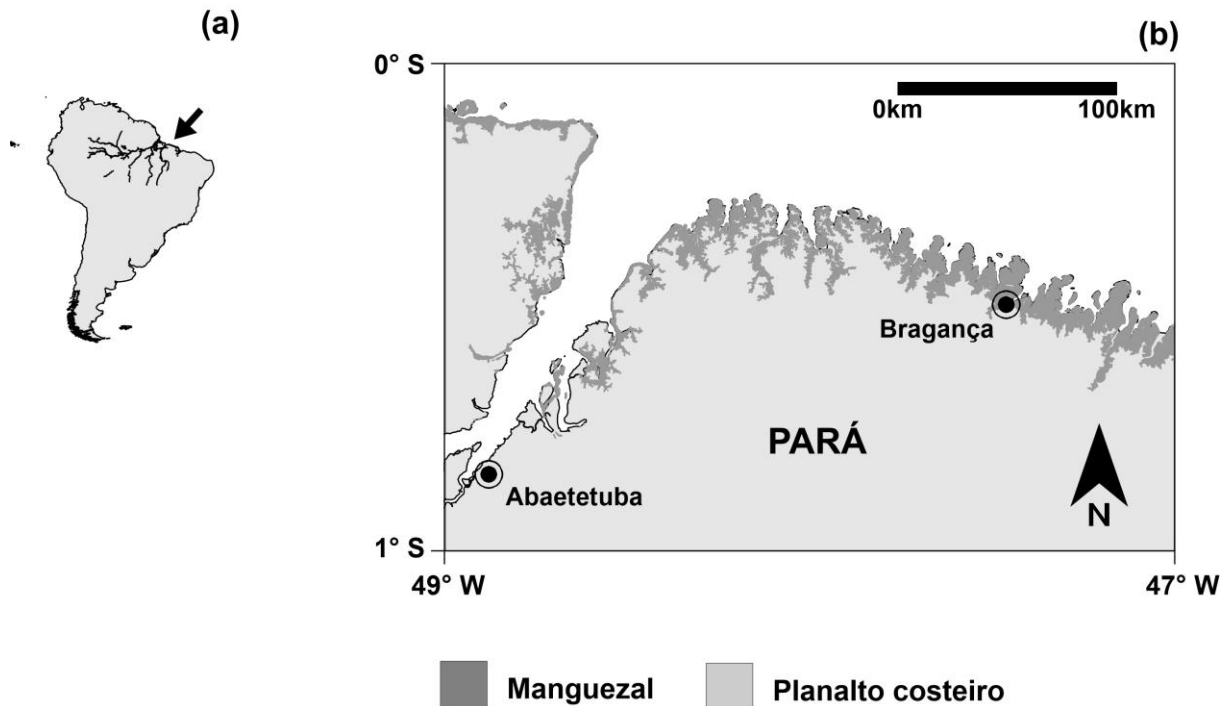 (a)
(b)
0° S
0km 100km
Bragança
PARÁ
Abaetetuba
N
1° S
49° W 47° W
Manguezal Planalto costeiro